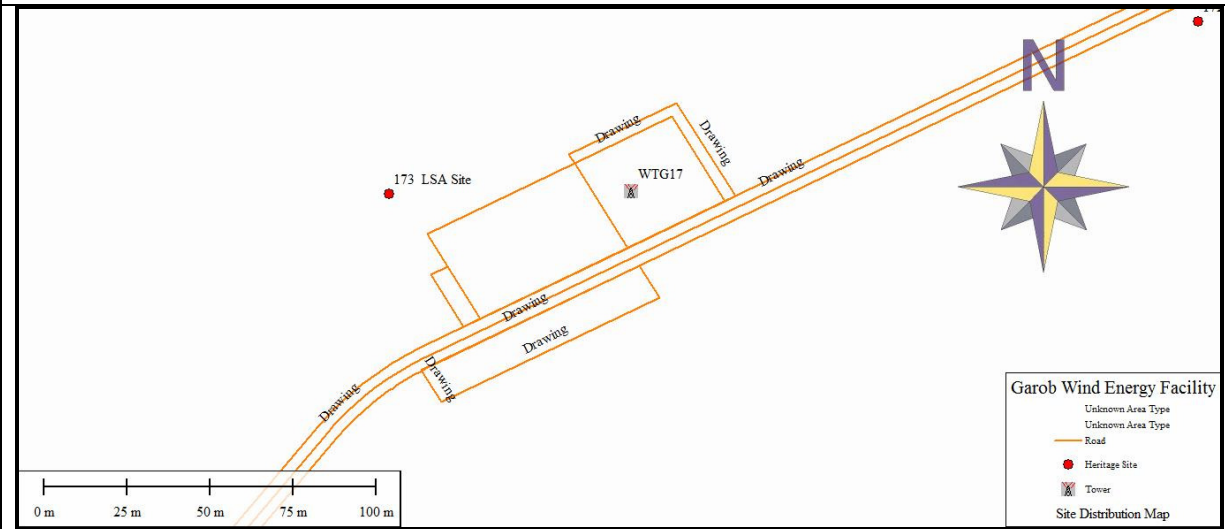 N
Drawing
Drawing
173 LSA Site
WTG17
Drawing
Drawing
Drawing
Drawing
Drawing
Garob Wind Energy Facility
Unknown Area Type
Unknown Area Type
Road
Heritage Site
Tower
Site Distribution Map
0 m 25 m 50 m 75 m 100 m